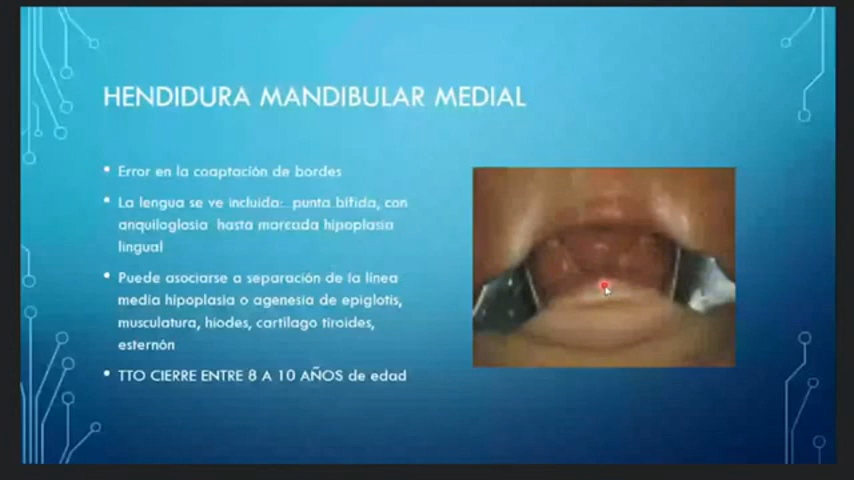 HENDIDURA MANDIBULAR MEDIAL
• Error en la coaptación de bordes
• La lengua se ve incluida: punta bífida, con
anquiloglosia hasta marcada hipoplasia
lingual
• Puede asociarse a separación de la línea
media hipoplasia o agenesia de epiglotis,
musculatura, hiodes, cartílago tiroides,
esternón
• TTO CIERRE ENTRE 8 A 10 AÑOS de edad